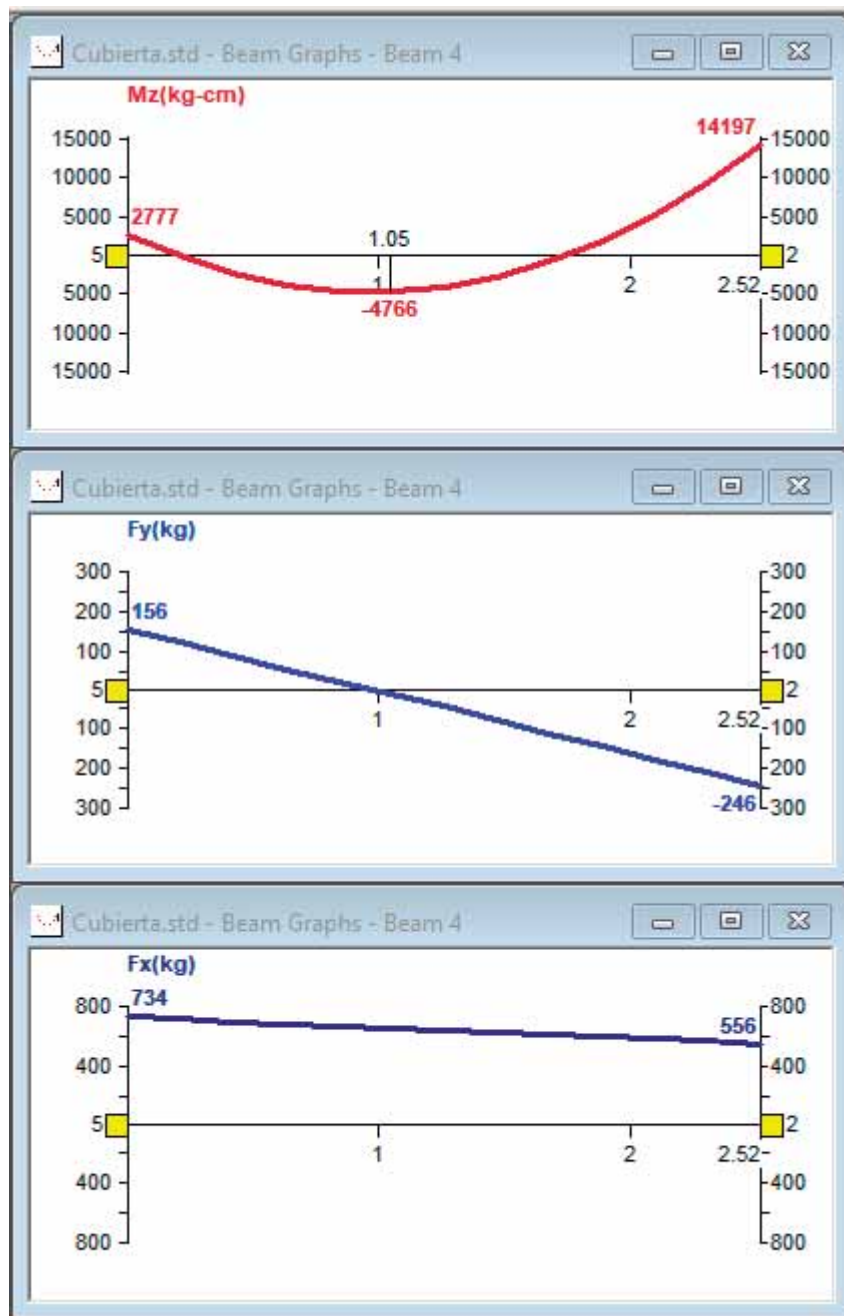 Cubierta.std - Beam Graphs - Beam 4
Mz(kg-cm)
14197
15000 15000
10000 10000
5000 2777 5000
1.05
5 2
1 2 2.52
5000 -4766 5000
10000 10000
15000 15000
Cubierta.std - Beam Graphs - Beam 4
Fy(kg)
300 300
200 156 200
100 100
5 2
1 2 2.52
100 100
200 200
300 -246 300
Cubierta.std - Beam Graphs - Beam 4
Fx(kg)
800 734 556 800
400 400
5 2
1 2 2.52
400 400
800 800